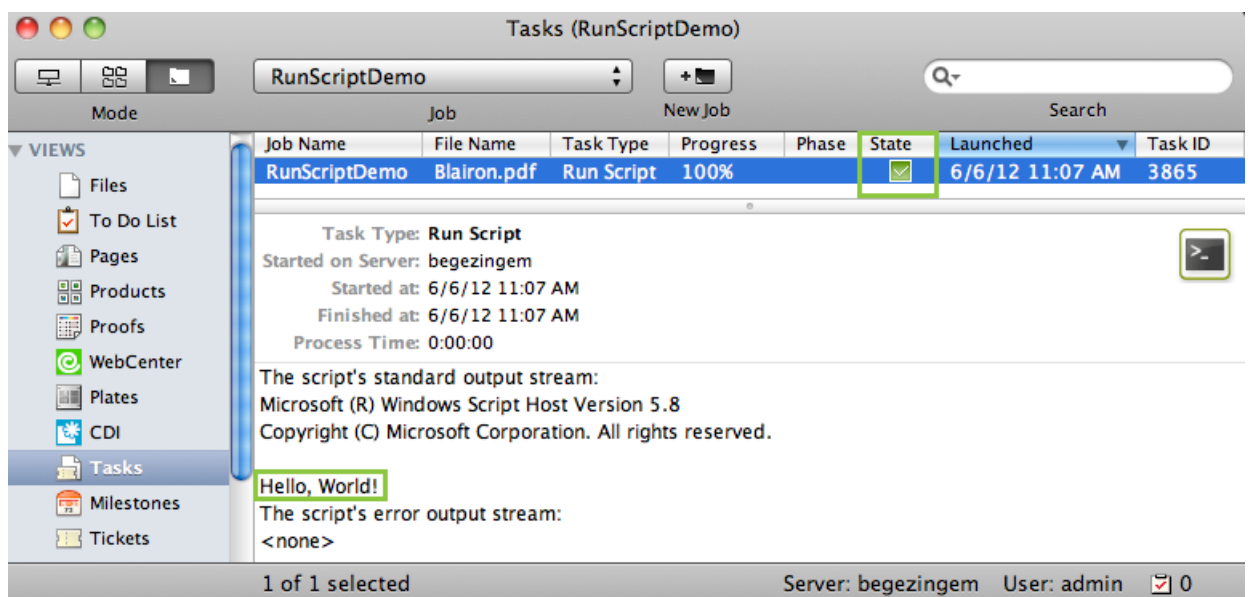 Tasks (RunScriptDemo)
RunScriptDemo
Mode Job New Job Search
VIEWS
Files
To Do List
Pages
Products
Proofs
WebCenter
Plates
CDI
Tasks
Milestones
Tickets
Job Name File Name Task Type Progress Phase State Launched Task ID
RunScriptDemo Blairon.pdf Run Script 100% 6/6/12 11:07 AM 3865
Task Type: Run Script
Started on Server: begezingem
Started at: 6/6/12 11:07 AM
Finished at: 6/6/12 11:07 AM
Process Time: 0:00:00
The script's standard output stream:
Microsoft (R) Windows Script Host Version 5.8
Copyright (C) Microsoft Corporation. All rights reserved.
Hello, World!
The script's error output stream:
<none>
1 of 1 selected Server: begezingem User: admin 0